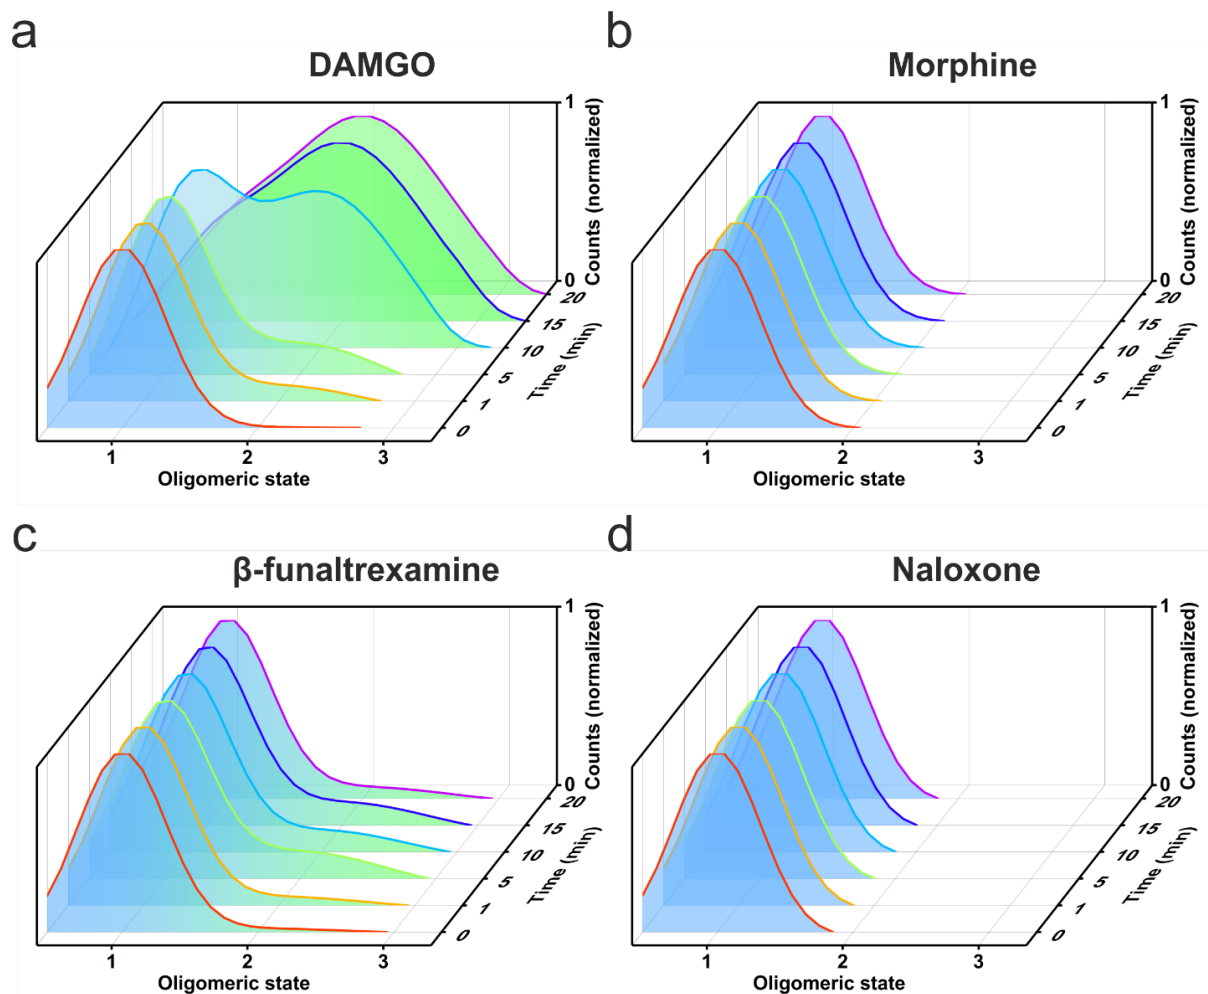 a
DAMGO
1
0
Counts (normalized)
20
15
10
5
1
0
Time (min)
1 2 3
Oligomeric state
b
Morphine
1
0
Counts (normalized)
20
15
10
5
1
0
Time (min)
1 2 3
Oligomeric state
c
β-funaltrexamine
1
0
Counts (normalized)
20
15
10
5
1
0
Time (min)
1 2 3
Oligomeric state
d
Naloxone
1
0
Counts (normalized)
20
15
10
5
1
0
Time (min)
1 2 3
Oligomeric state